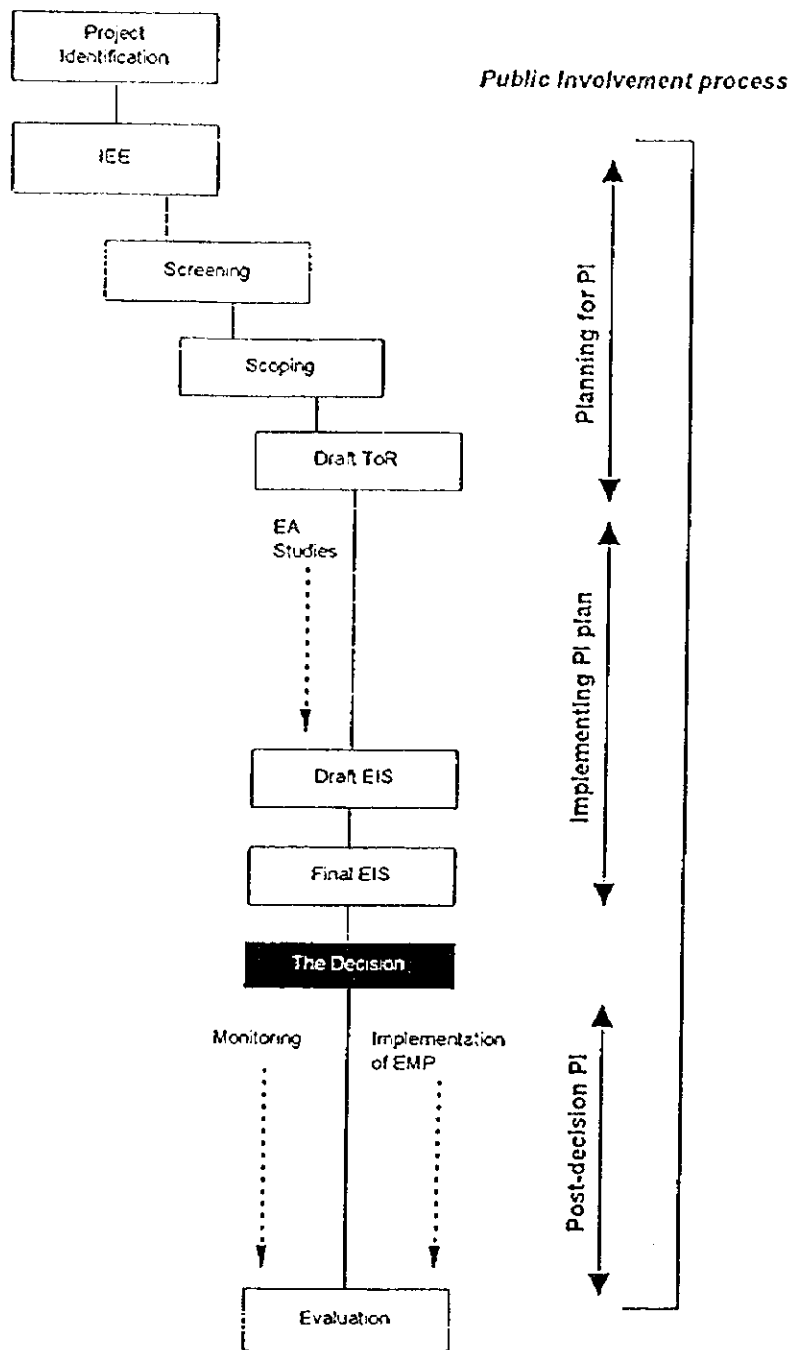 Project
Identification
Public Involvement process
IEE
Screening
Scoping
Draft ToR
Planning for PI
EA
Studies
Implementing PI plan
Draft EIS
Final EIS
The Decision
Monitoring
Implementation
of EMP
Post-decision PI
Evaluation